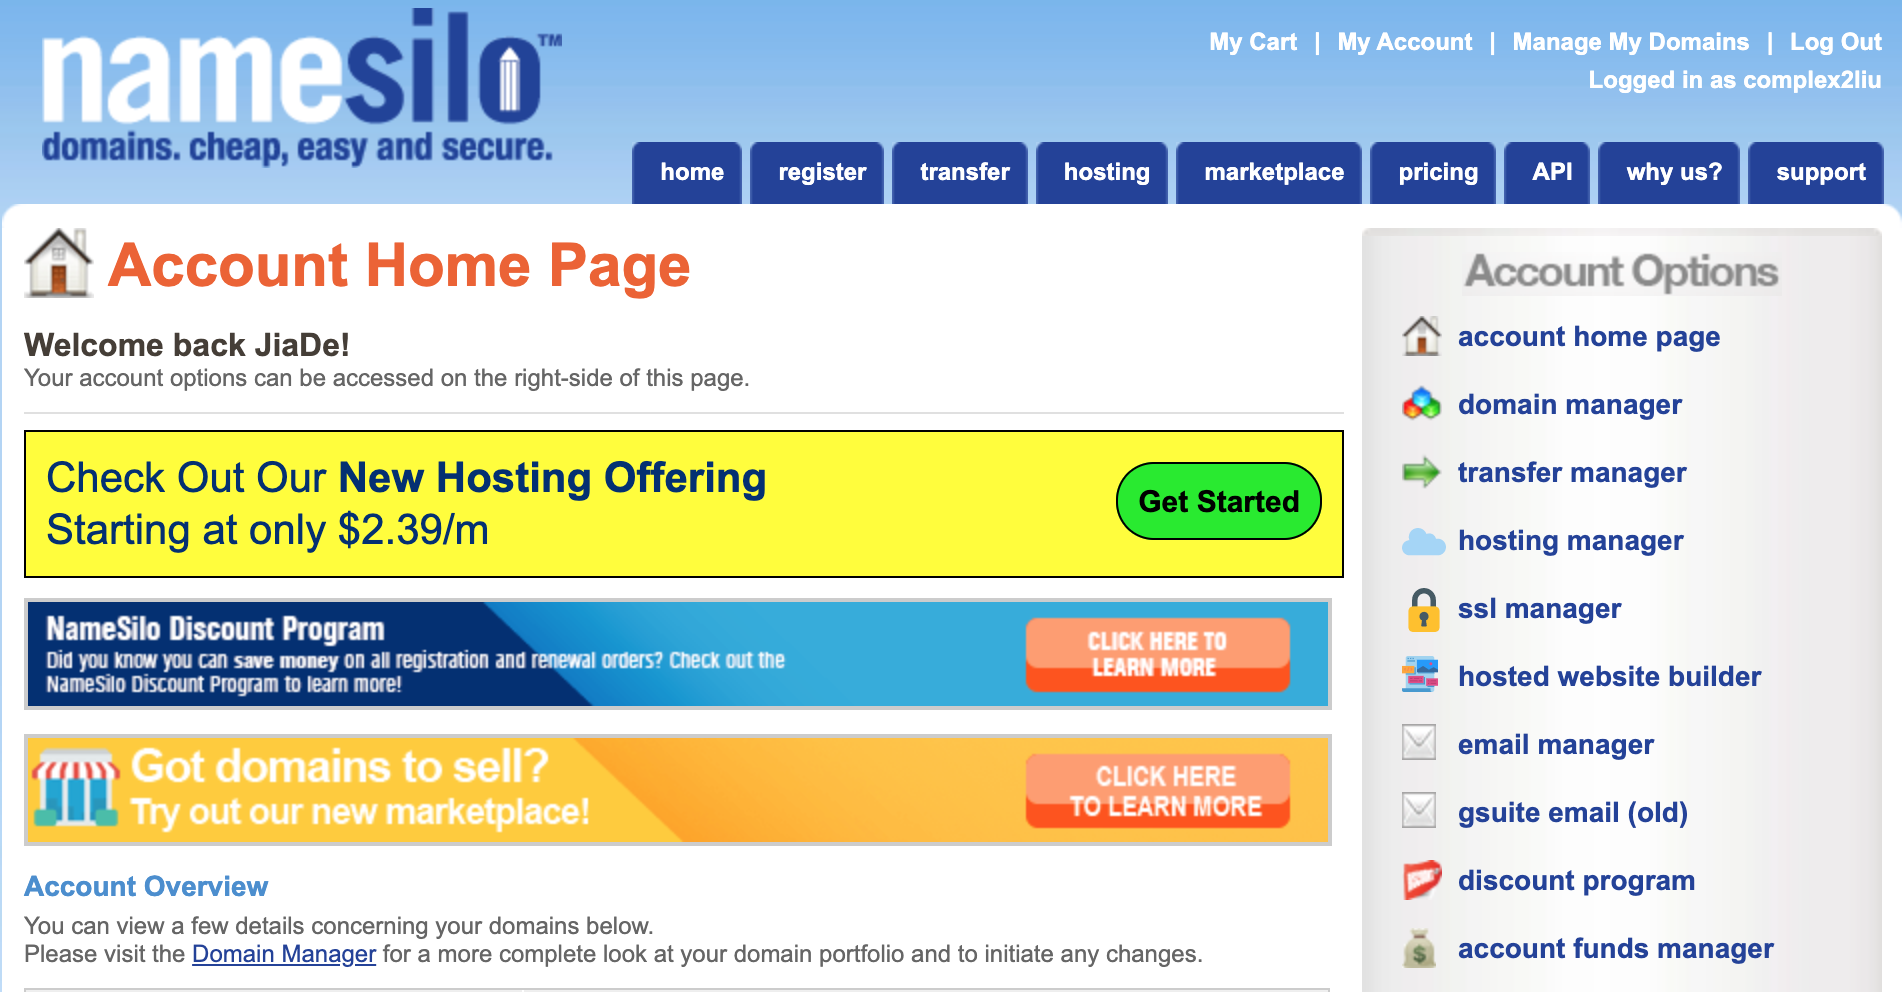 namesilo™
domains. cheap, easy and secure.
My Cart | My Account | Manage My Domains | Log Out
Logged in as complex2liu
home
register
transfer
hosting
marketplace
pricing
API
why us?
support
Account Home Page
Welcome back JiaDe!
Your account options can be accessed on the right-side of this page.
Check Out Our New Hosting Offering
Starting at only $2.39/m
Get Started
NameSilo Discount Program
Did you know you can save money on all registration and renewal orders? Check out the
NameSilo Discount Program to learn more!
CLICK HERE TO
LEARN MORE
Got domains to sell?
Try out our new marketplace!
CLICK HERE
TO LEARN MORE
Account Overview
You can view a few details concerning your domains below.
Please visit the Domain Manager for a more complete look at your domain portfolio and to initiate any changes.
Account Options
account home page
domain manager
transfer manager
hosting manager
ssl manager
hosted website builder
email manager
gsuite email (old)
discount program
account funds manager